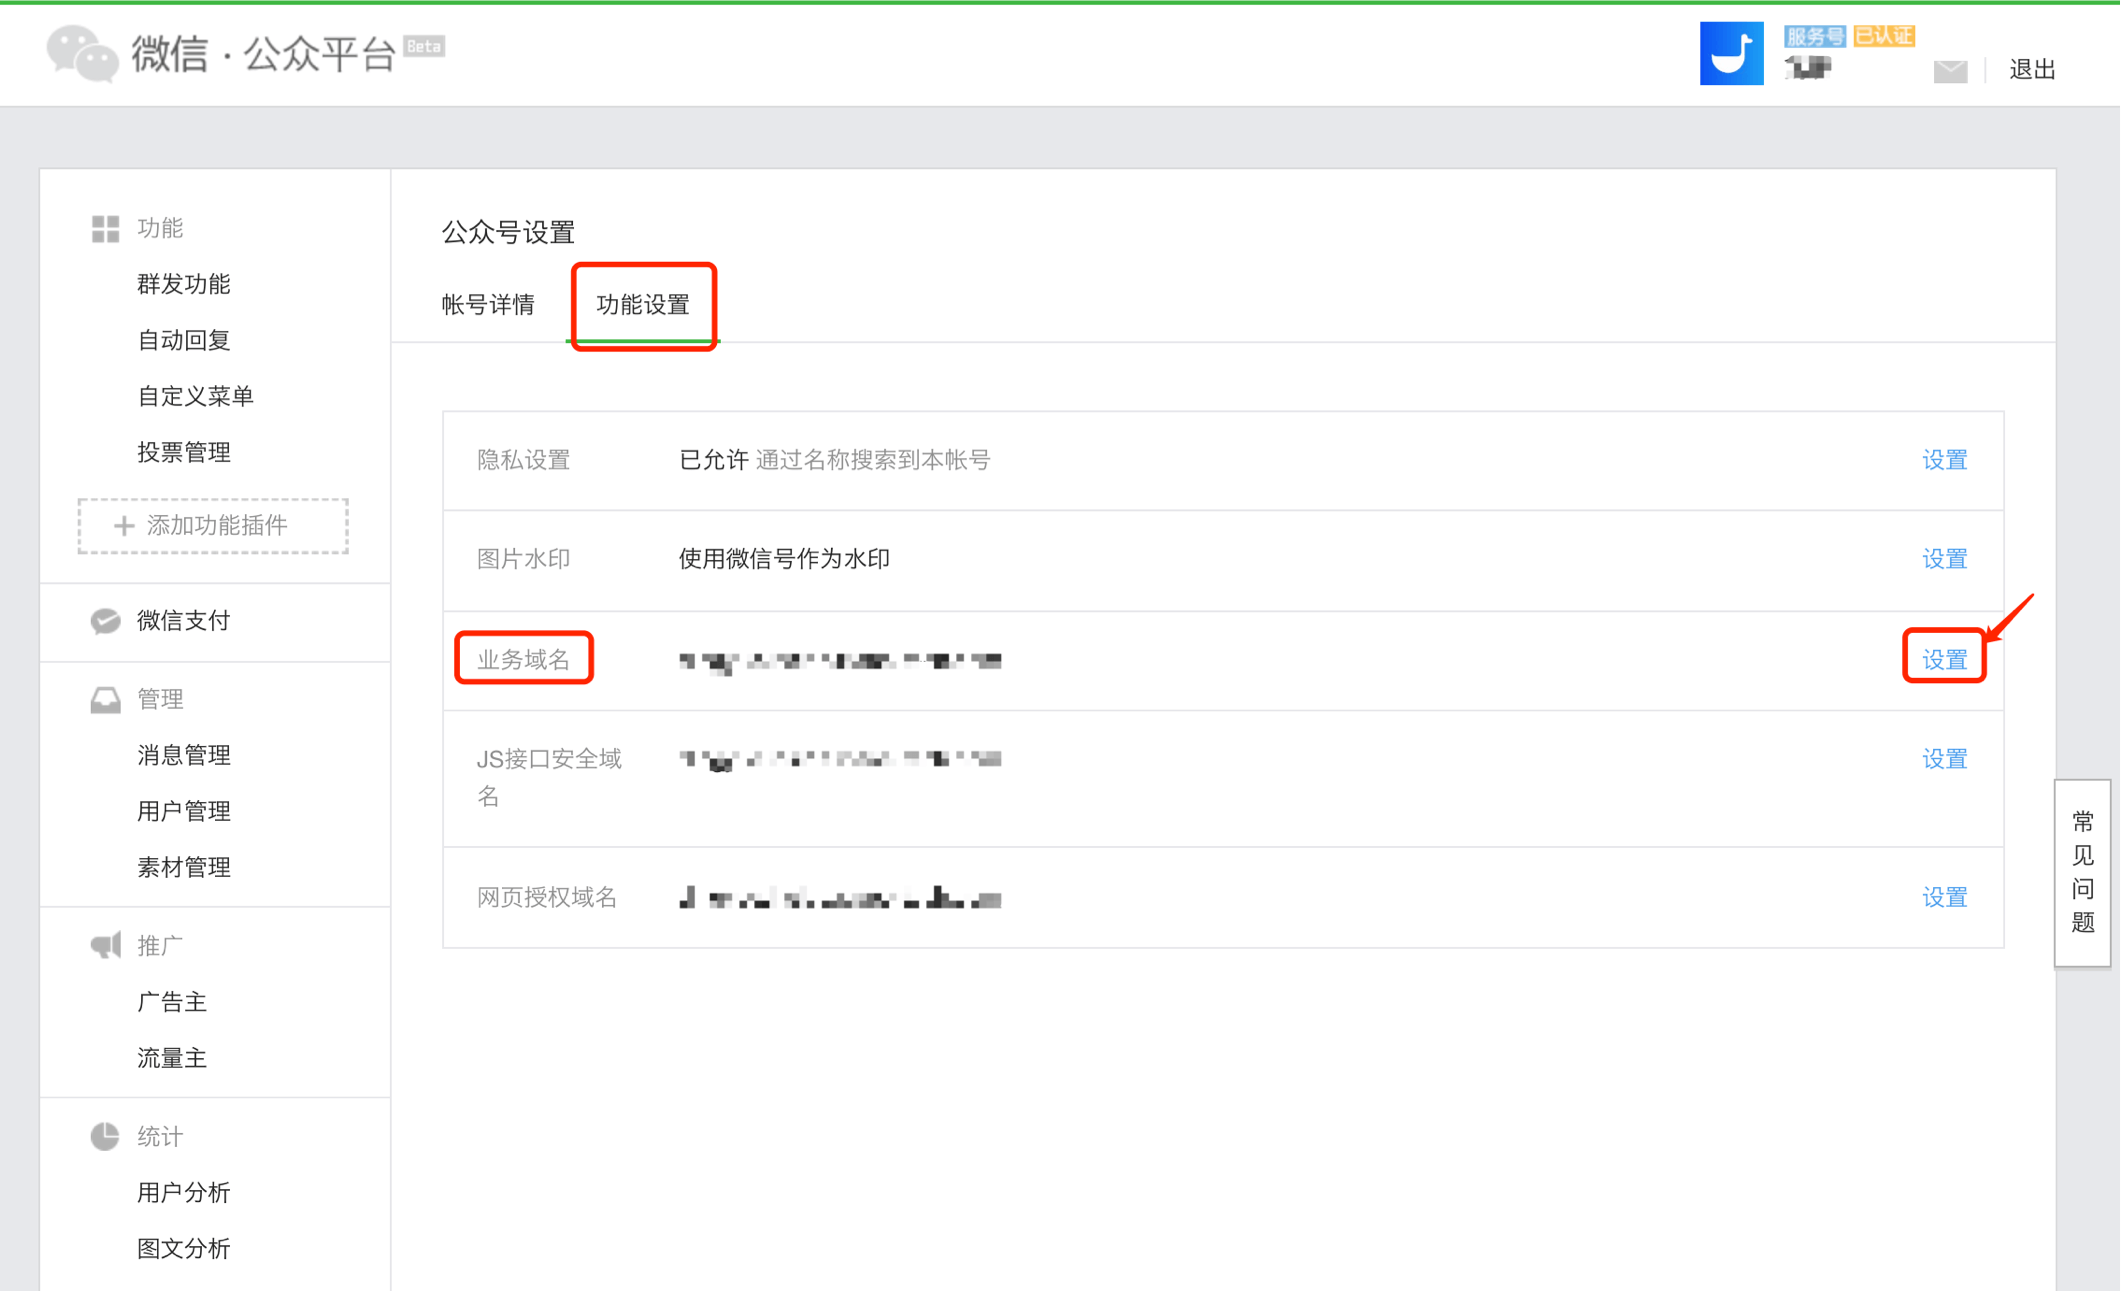 微信·公众平台 Beta
服务号 已认证
退出
功能
群发功能
自动回复
自定义菜单
投票管理
+ 添加功能插件
微信支付
管理
消息管理
用户管理
素材管理
推广
广告主
流量主
统计
用户分析
图文分析
公众号设置
帐号详情 功能设置
隐私设置 已允许 通过名称搜索到本帐号 设置
图片水印 使用微信号作为水印 设置
业务域名 设置
JS接口安全域 设置
名
网页授权域名 设置
常
见
问
题